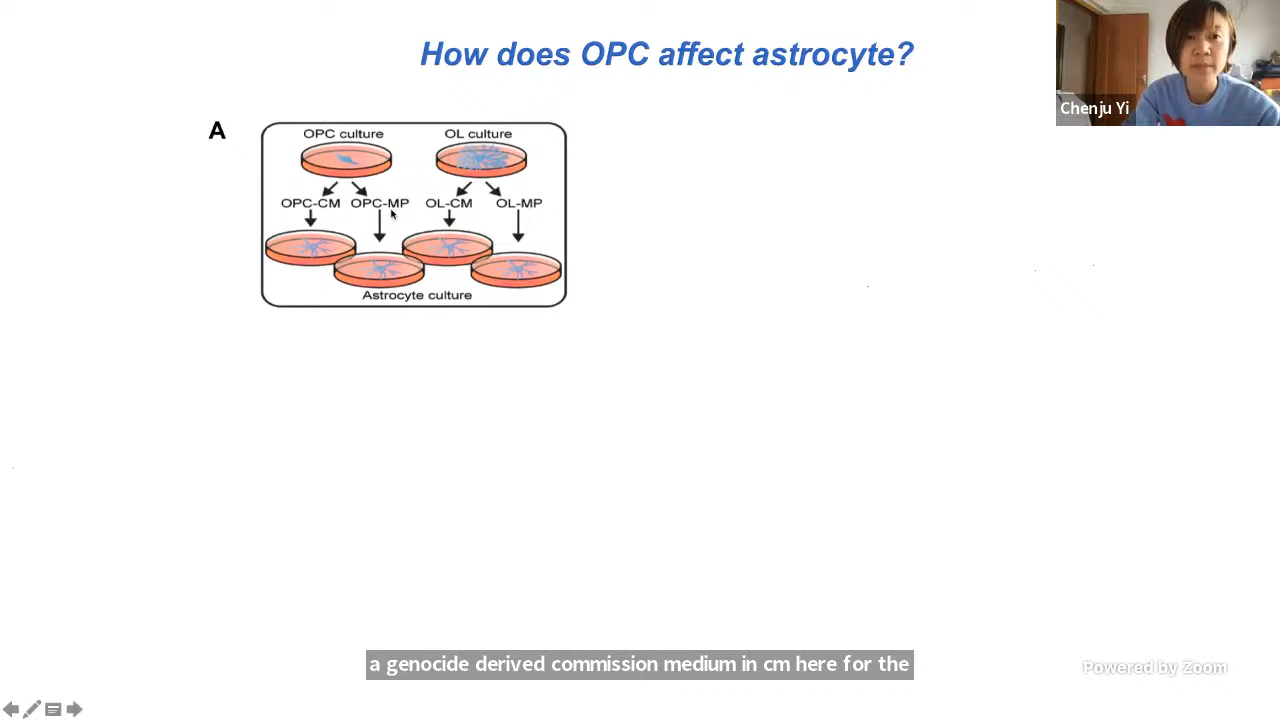 How does OPC affect astrocyte?
Chenju Yi
A
OPC culture OL culture
OPC-CM OPC-MP OL-CM OL-MP
Astrocyte culture
a genocide derived commission medium in cm here for the
Powered by Zoom